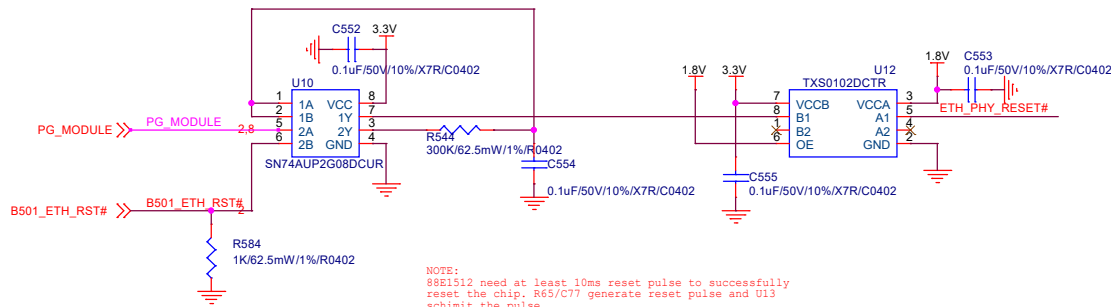 C552
3.3V
0.1uF/50V/10%/X7R/C0402
U10
1 1A VCC 8
2 1B 1Y 7
5 2A 2Y 3
6 2B GND 4
SN74AUP2G08DCUR
PG_MODULE
PG_MODULE
2,8
R544
300K/62.5mW/1%/R0402
C554
0.1uF/50V/10%/X7R/C0402
B501_ETH_RST#
B501_ETH_RST#
2
R584
1K/62.5mW/1%/R0402
1.8V
3.3V
U12
TXS0102DCTR
7 VCCB VCCA 3
8 B1 A1 5
1 B2 A2 4
6 OE GND 2
1.8V
C553
0.1uF/50V/10%/X7R/C0402
ETH_PHY_RESET#
C555
0.1uF/50V/10%/X7R/C0402
NOTE:
88E1512 need at least 10ms reset pulse to successfully
reset the chip. R65/C77 generate reset pulse and U13
schimit the pulse